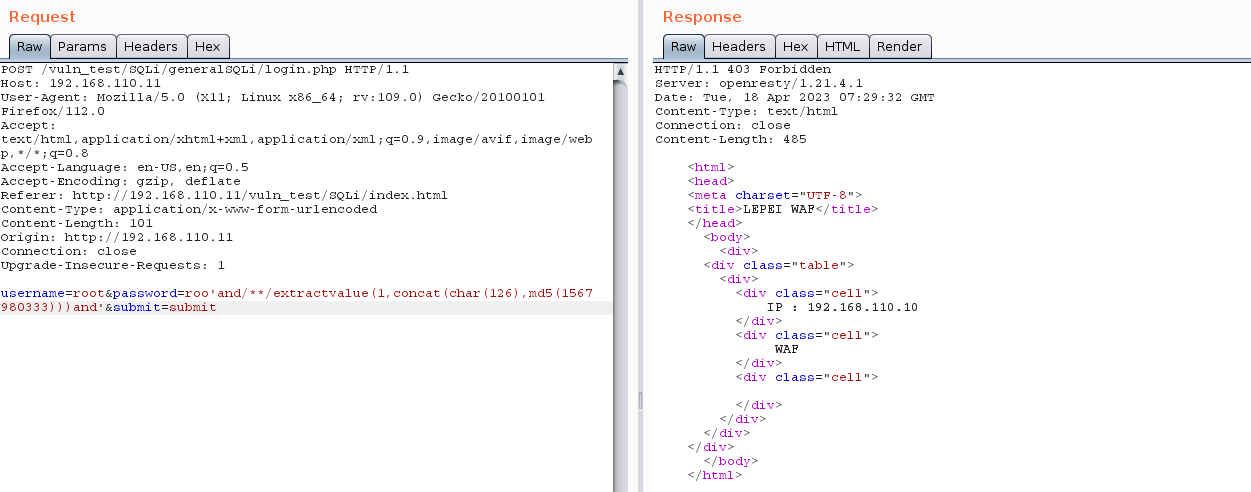 Request
Raw Params Headers Hex
POST /vuln_test/SQLi/generalSQLi/login.php HTTP/1.1
Host: 192.168.110.11
User-Agent: Mozilla/5.0 (X11; Linux x86_64; rv:109.0) Gecko/20100101
Firefox/112.0
Accept:
text/html,application/xhtml+xml,application/xml;q=0.9,image/avif,image/web
p,*/*;q=0.8
Accept-Language: en-US,en;q=0.5
Accept-Encoding: gzip, deflate
Referer: http://192.168.110.11/vuln_test/SQLi/index.html
Content-Type: application/x-www-form-urlencoded
Content-Length: 101
Origin: http://192.168.110.11
Connection: close
Upgrade-Insecure-Requests: 1
username=root&password=roo'and/**/extractvalue(1,concat(char(126),md5(1567
980333)))and'&submit=submit
Response
Raw Headers Hex HTML Render
HTTP/1.1 403 Forbidden
Server: openresty/1.21.4.1
Date: Tue, 18 Apr 2023 07:29:32 GMT
Content-Type: text/html
Connection: close
Content-Length: 485
<html>
<head>
<meta charset="UTF-8">
<title>LEPEI WAF</title>
</head>
<body>
<div>
<div class="table">
<div>
<div class="cell">
IP : 192.168.110.10
</div>
<div class="cell">
WAF
</div>
<div class="cell">
</div>
</div>
</div>
</div>
</body>
</html>